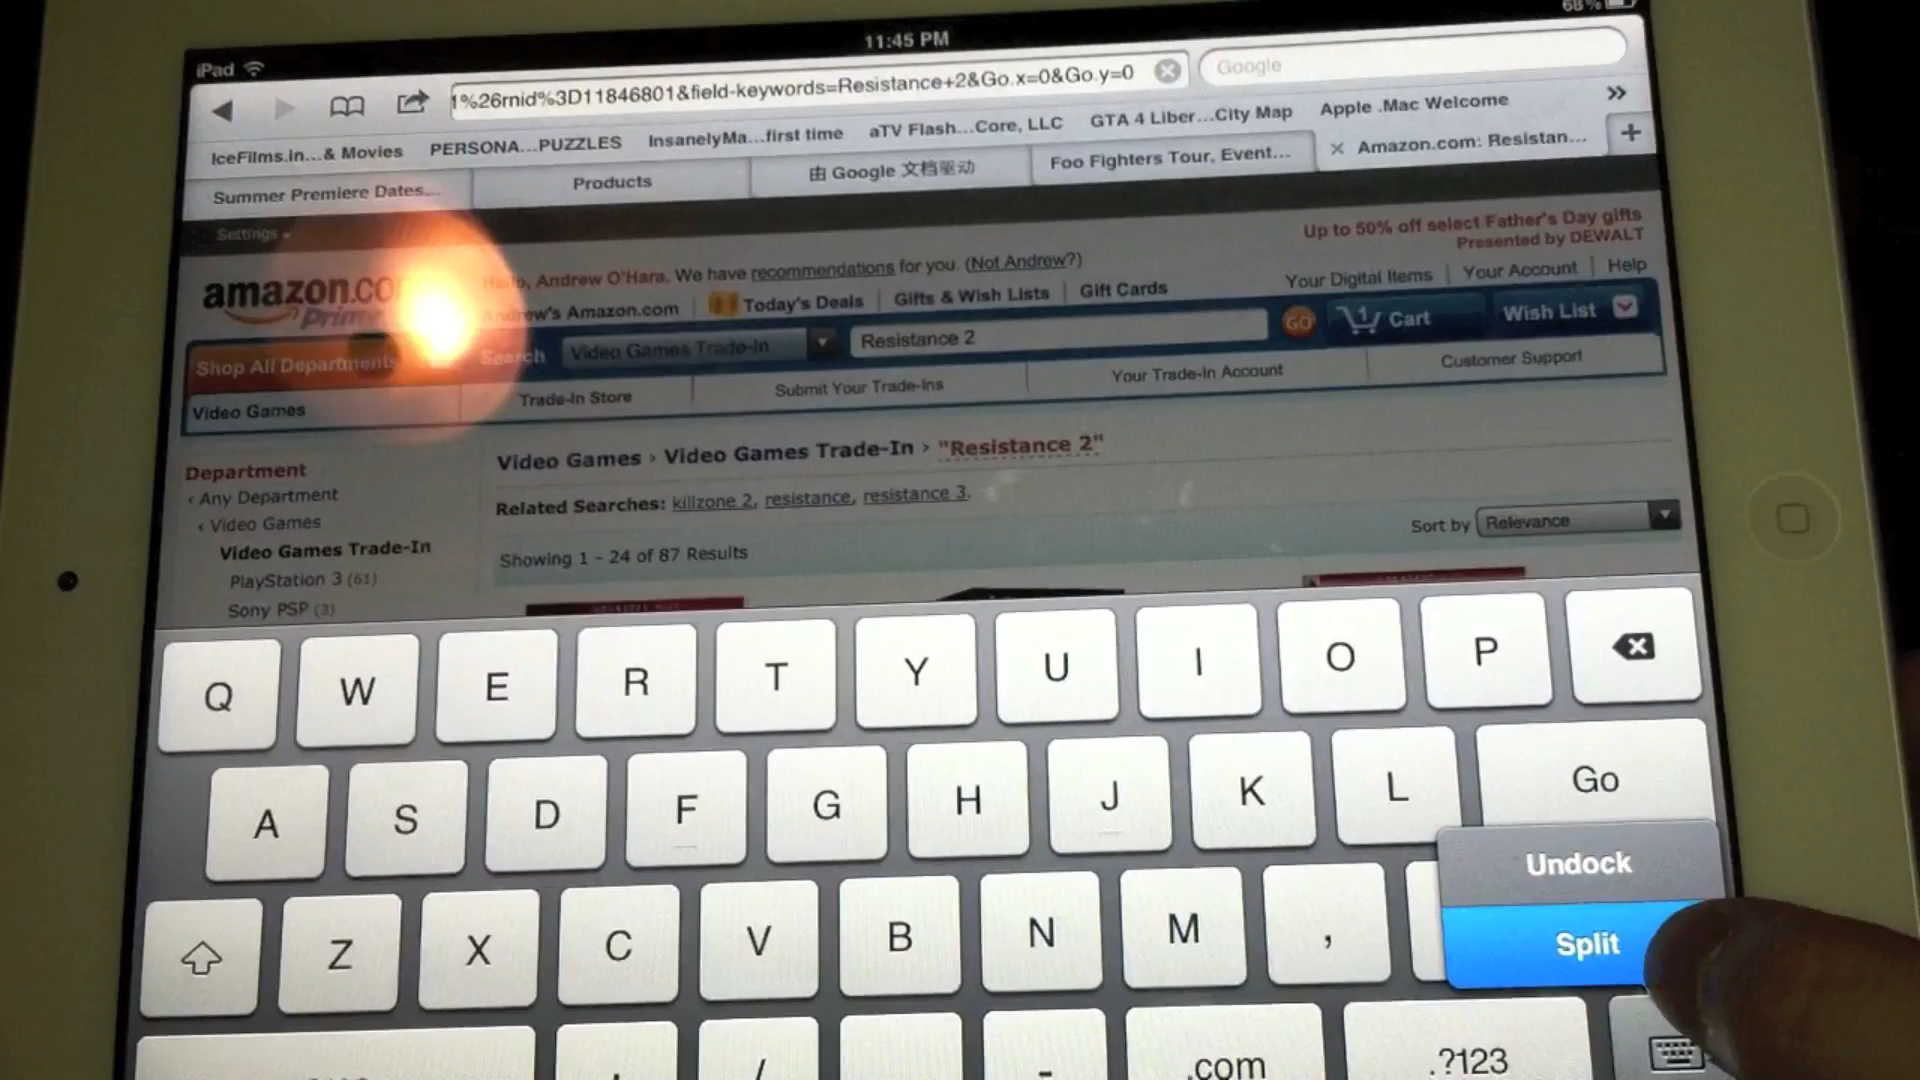 68%
iPad 11:45 PM
1%26rnid%3D11846801&field-keywords=Resistance+2&Go.x=0&Go.y=0 Google
IceFilms.in...& Movies PERSONA...PUZZLES InsanelyMa...first time aTV Flash...Core, LLC GTA 4 Liber...City Map Apple .Mac Welcome
Summer Premiere Dates... Products 由 Google 文档驱动 Foo Fighters Tour, Event... Amazon.com: Resistan...
Settings
Up to 50% off select Father's Day gifts
Presented by DEWALT
amazon.co
Prime
Hello, Andrew O'Hara. We have recommendations for you. (Not Andrew?)
Andrew's Amazon.com Today's Deals Gifts & Wish Lists Gift Cards Your Digital Items Your Account Help
Shop All Departments Search Video Games Trade-In Resistance 2 GO 1 Cart Wish List
Video Games Trade-In Store Submit Your Trade-Ins Your Trade-In Account Customer Support
Video Games › Video Games Trade-In › "Resistance 2"
Related Searches: killzone 2, resistance, resistance 3.
Showing 1 - 24 of 87 Results Sort by Relevance
Department
‹ Any Department
‹ Video Games
Video Games Trade-In
PlayStation 3 (61)
Sony PSP (3)
Q W E R T Y U I O P
A S D F G H J K L Go
Undock
Z X C V B N M , Split
/ - .com .?123